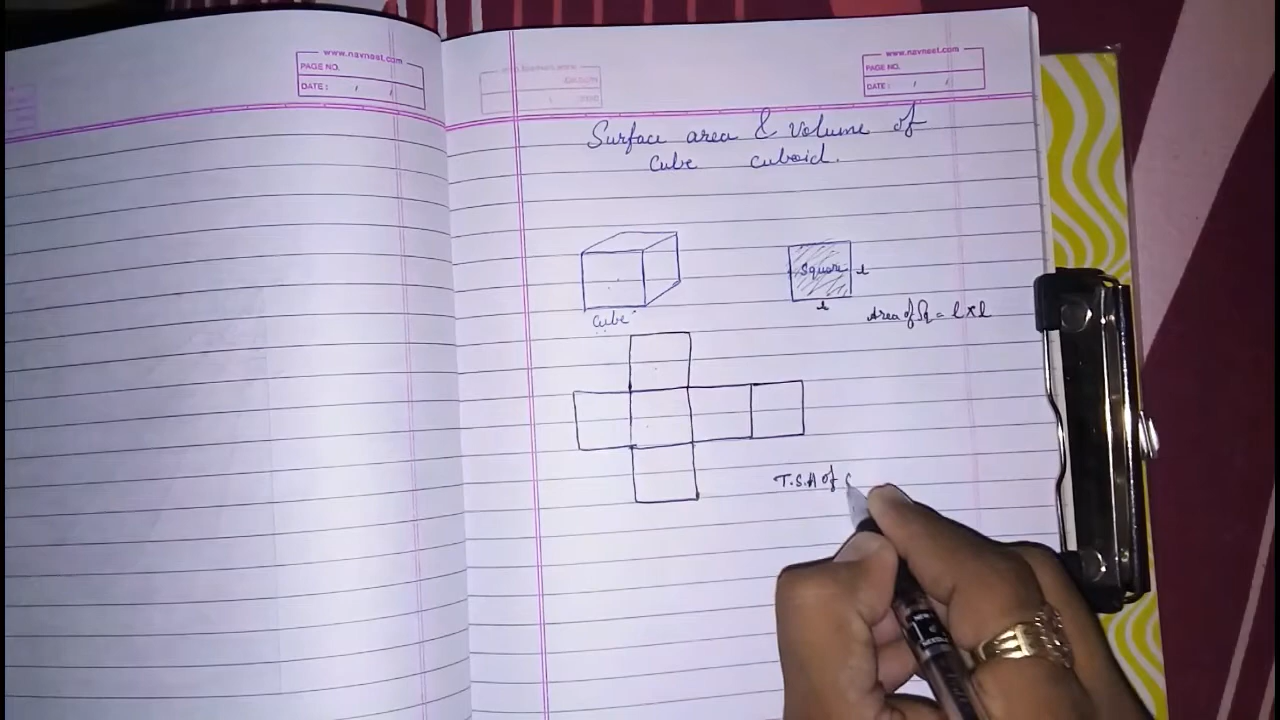 www.navneet.com
PAGE NO.
DATE : / /
www.navneet.com
PAGE NO.
DATE : / /
Surface area & Volume of
Cube cuboid.
Square
l
l
Cube
Area of Sq = l x l
T.S.A of C